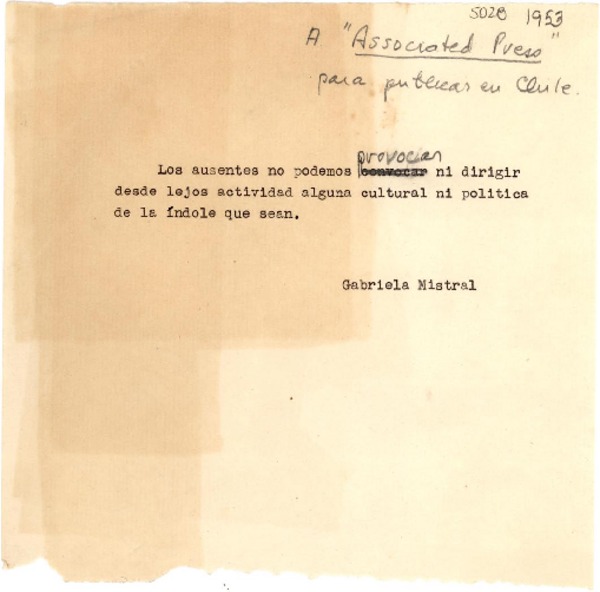 5028 1953
A "Associated Press"
para publicar en Chile.
provocar
Los ausentes no podemos convocar ni dirigir
desde lejos actividad alguna cultural ni politica
de la índole que sean.
Gabriela Mistral